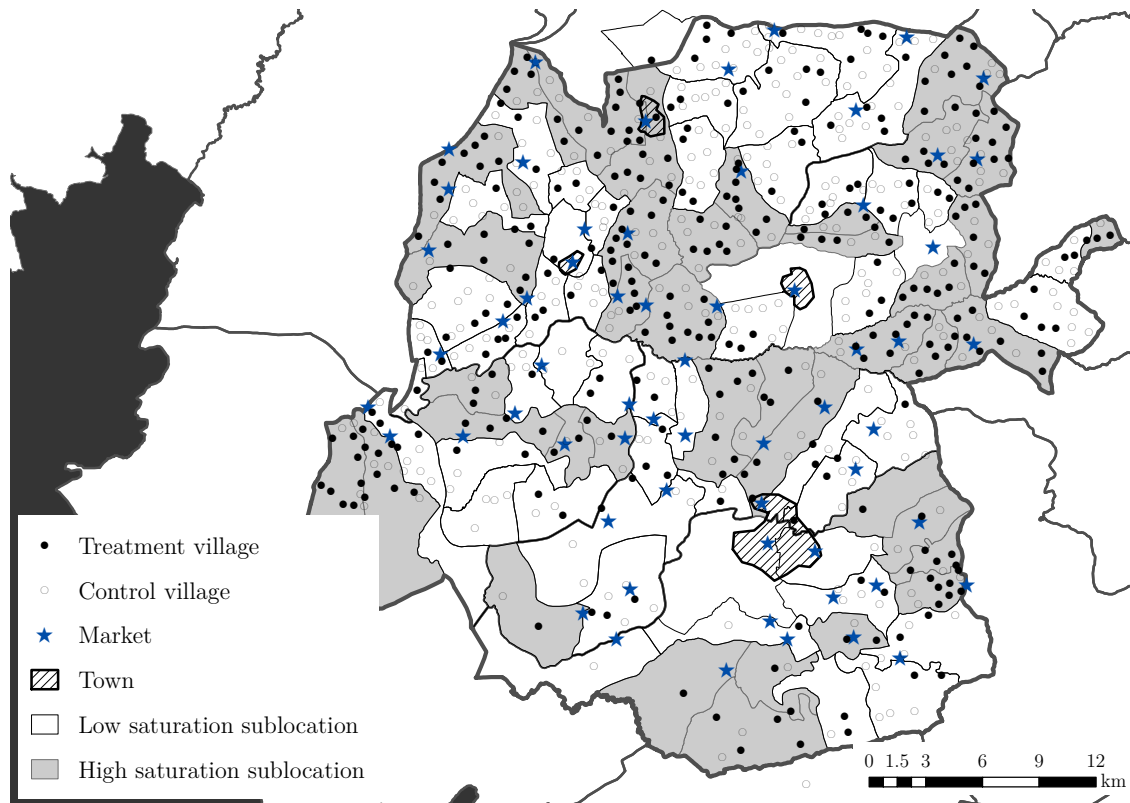 Treatment village
Control village
Market
Town
Low saturation sublocation
High saturation sublocation
0 1.5 3 6 9 12
km